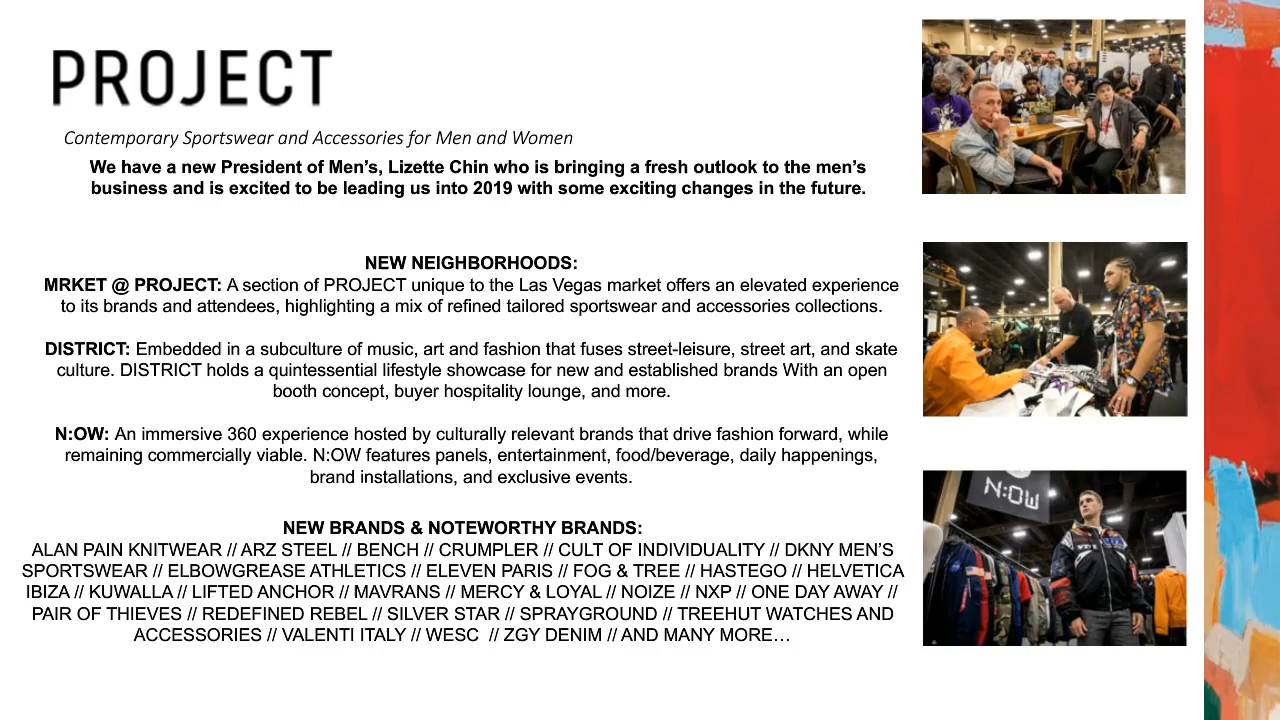 PROJECT
Contemporary Sportswear and Accessories for Men and Women
We have a new President of Men’s, Lizette Chin who is bringing a fresh outlook to the men’s
business and is excited to be leading us into 2019 with some exciting changes in the future.
NEW NEIGHBORHOODS:
MRKET @ PROJECT: A section of PROJECT unique to the Las Vegas market offers an elevated experience
to its brands and attendees, highlighting a mix of refined tailored sportswear and accessories collections.
DISTRICT: Embedded in a subculture of music, art and fashion that fuses street-leisure, street art, and skate
culture. DISTRICT holds a quintessential lifestyle showcase for new and established brands With an open
booth concept, buyer hospitality lounge, and more.
N:OW: An immersive 360 experience hosted by culturally relevant brands that drive fashion forward, while
remaining commercially viable. N:OW features panels, entertainment, food/beverage, daily happenings,
brand installations, and exclusive events.
NEW BRANDS & NOTEWORTHY BRANDS:
ALAN PAIN KNITWEAR // ARZ STEEL // BENCH // CRUMPLER // CULT OF INDIVIDUALITY // DKNY MEN’S
SPORTSWEAR // ELBOWGREASE ATHLETICS // ELEVEN PARIS // FOG & TREE // HASTEGO // HELVETICA
IBIZA // KUWALLA // LIFTED ANCHOR // MAVRANS // MERCY & LOYAL // NOIZE // NXP // ONE DAY AWAY //
PAIR OF THIEVES // REDEFINED REBEL // SILVER STAR // SPRAYGROUND // TREEHUT WATCHES AND
ACCESSORIES // VALENTI ITALY // WESC // ZGY DENIM // AND MANY MORE…
N:OW